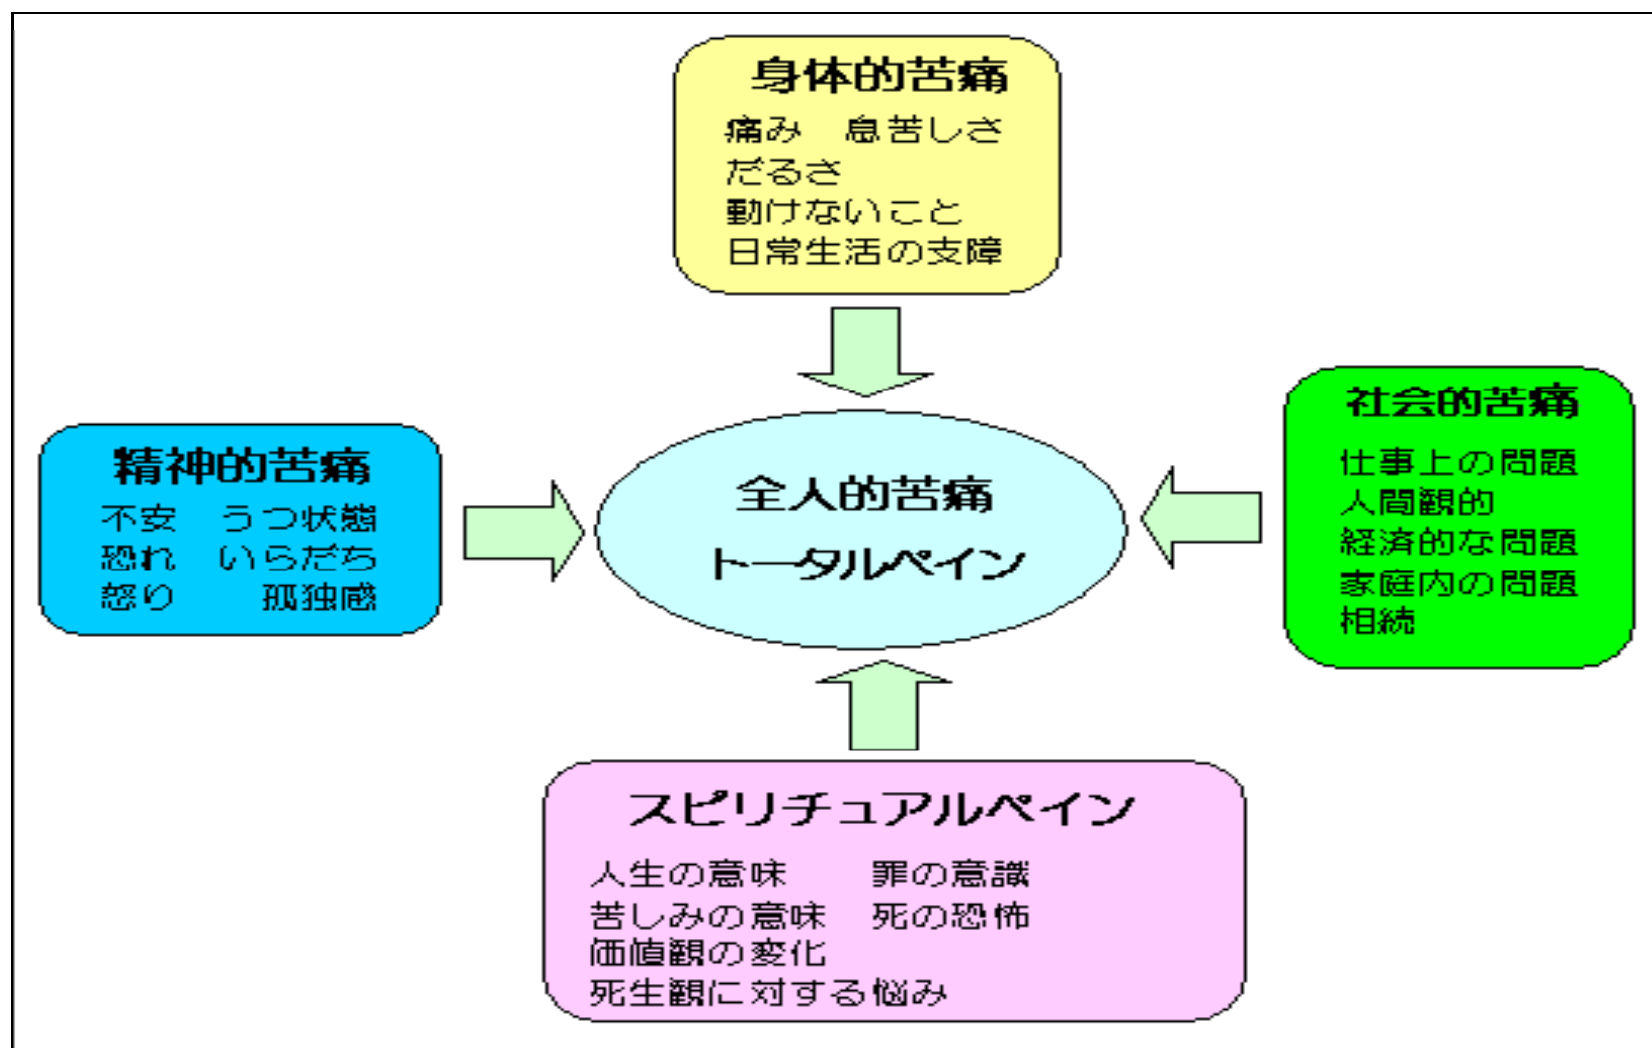 身体的苦痛
痛み　息苦しさ
だるさ
動けないこと
日常生活の支障
精神的苦痛
不安　うつ状態
恐れ　いらだち
怒り　　孤独感
全人的苦痛
トータルペイン
社会的苦痛
仕事上の問題
人間観的
経済的な問題
家庭内の問題
相続
スピリチュアルペイン
人生の意味　　罪の意識
苦しみの意味　死の恐怖
価値観の変化
死生観に対する悩み